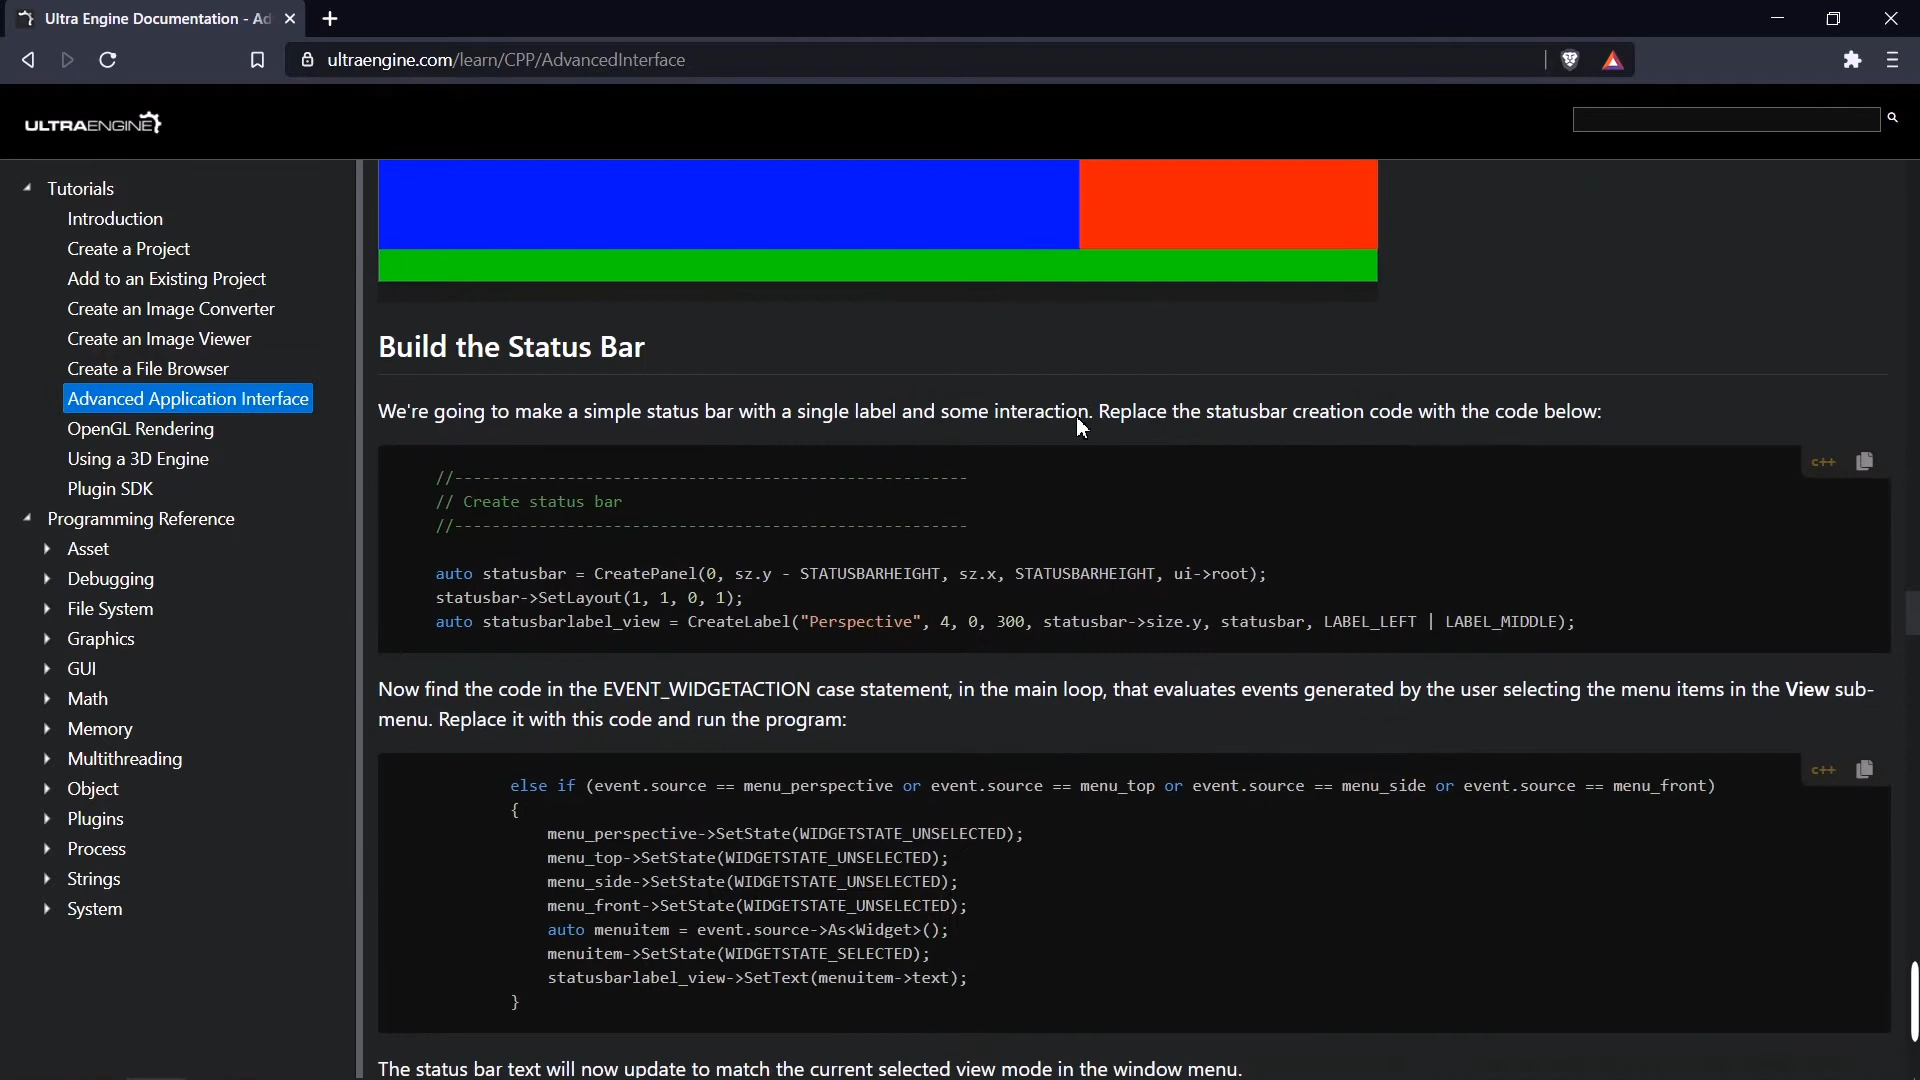 Ultra Engine Documentation - Ad
ultraengine.com/learn/CPP/AdvancedInterface
ULTRAENGINE
Tutorials
Introduction
Create a Project
Add to an Existing Project
Create an Image Converter
Create an Image Viewer
Create a File Browser
Advanced Application Interface
OpenGL Rendering
Using a 3D Engine
Plugin SDK
Programming Reference
Asset
Debugging
File System
Graphics
GUI
Math
Memory
Multithreading
Object
Plugins
Process
Strings
System
Build the Status Bar
We're going to make a simple status bar with a single label and some interaction. Replace the statusbar creation code with the code below:
c++
//-------------------------------------------------------
// Create status bar
//-------------------------------------------------------
auto statusbar = CreatePanel(0, sz.y - STATUSBARHEIGHT, sz.x, STATUSBARHEIGHT, ui->root);
statusbar->SetLayout(1, 1, 0, 1);
auto statusbarlabel_view = CreateLabel("Perspective", 4, 0, 300, statusbar->size.y, statusbar, LABEL_LEFT | LABEL_MIDDLE);
Now find the code in the EVENT_WIDGETACTION case statement, in the main loop, that evaluates events generated by the user selecting the menu items in the View sub-
menu. Replace it with this code and run the program:
c++
else if (event.source == menu_perspective or event.source == menu_top or event.source == menu_side or event.source == menu_front)
{
menu_perspective->SetState(WIDGETSTATE_UNSELECTED);
menu_top->SetState(WIDGETSTATE_UNSELECTED);
menu_side->SetState(WIDGETSTATE_UNSELECTED);
menu_front->SetState(WIDGETSTATE_UNSELECTED);
auto menuitem = event.source->As<Widget>();
menuitem->SetState(WIDGETSTATE_SELECTED);
statusbarlabel_view->SetText(menuitem->text);
}
The status bar text will now update to match the current selected view mode in the window menu.